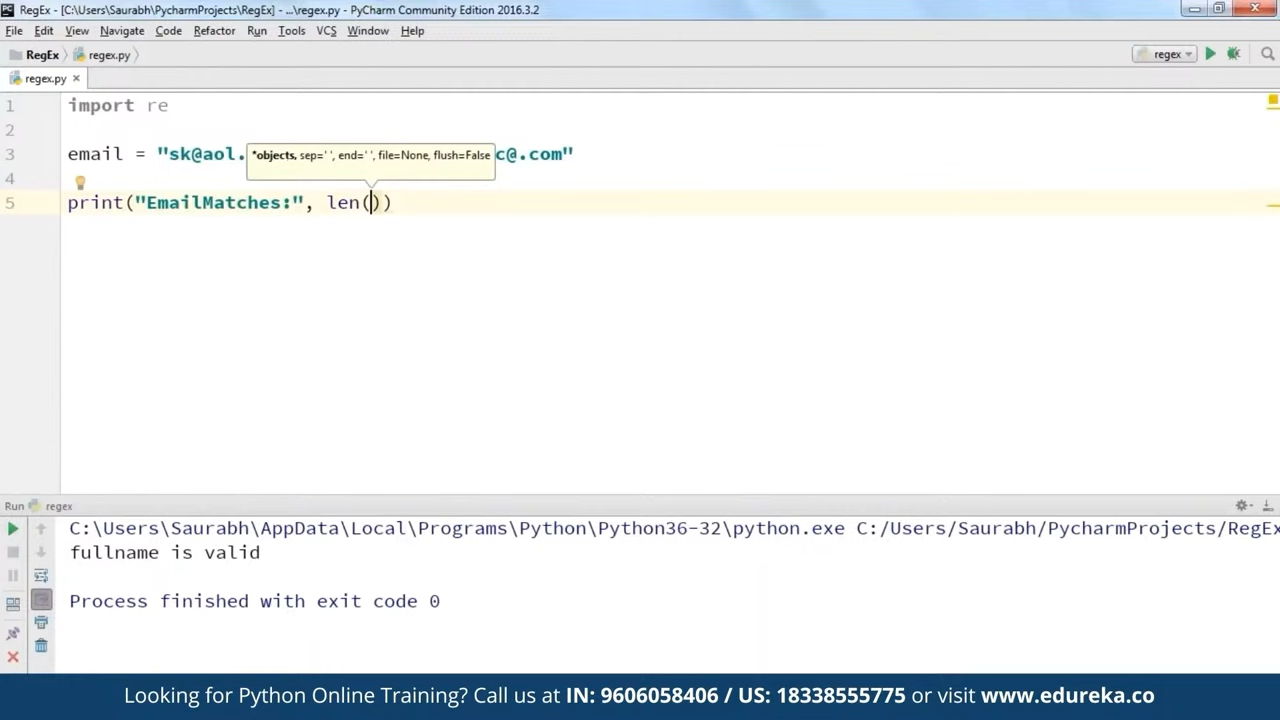 RegEx - [C:\Users\Saurabh\PycharmProjects\RegEx] - ...\regex.py - PyCharm Community Edition 2016.3.2
File Edit View Navigate Code Refactor Run Tools VCS Window Help
RegEx regex.py regex
regex.py
1 import re
2
3 email = "sk@aol. *objects, sep=' ', end=' ', file=None, flush=False c@.com"
4
5 print("EmailMatches:", len())
Run regex
C:\Users\Saurabh\AppData\Local\Programs\Python\Python36-32\python.exe C:/Users/Saurabh/PycharmProjects/RegEx
fullname is valid
Process finished with exit code 0
Looking for Python Online Training? Call us at IN: 9606058406 / US: 18338555775 or visit www.edureka.co